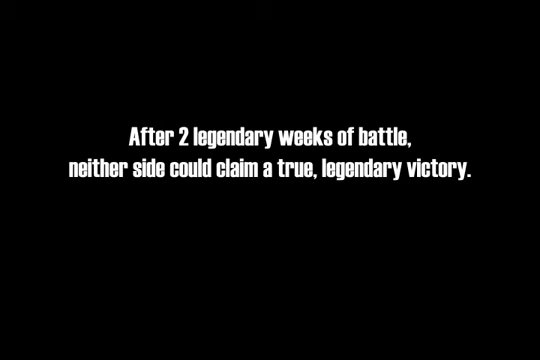 After 2 legendary weeks of battle,
neither side could claim a true, legendary victory.